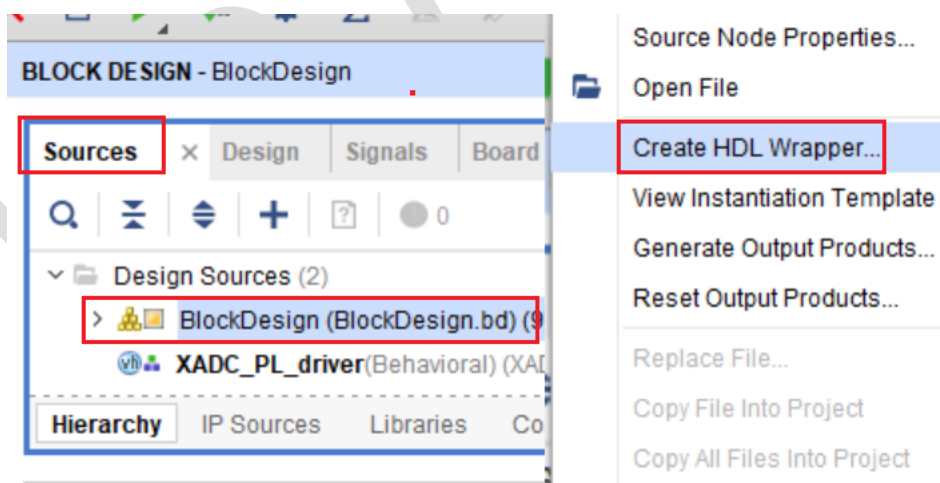 BLOCK DESIGN - BlockDesign
Sources × Design Signals Board
0
Design Sources (2)
BlockDesign (BlockDesign.bd) (9
XADC_PL_driver(Behavioral) (XAD
Hierarchy IP Sources Libraries Co
Source Node Properties...
Open File
Create HDL Wrapper...
View Instantiation Template
Generate Output Products...
Reset Output Products...
Replace File...
Copy File Into Project
Copy All Files Into Project